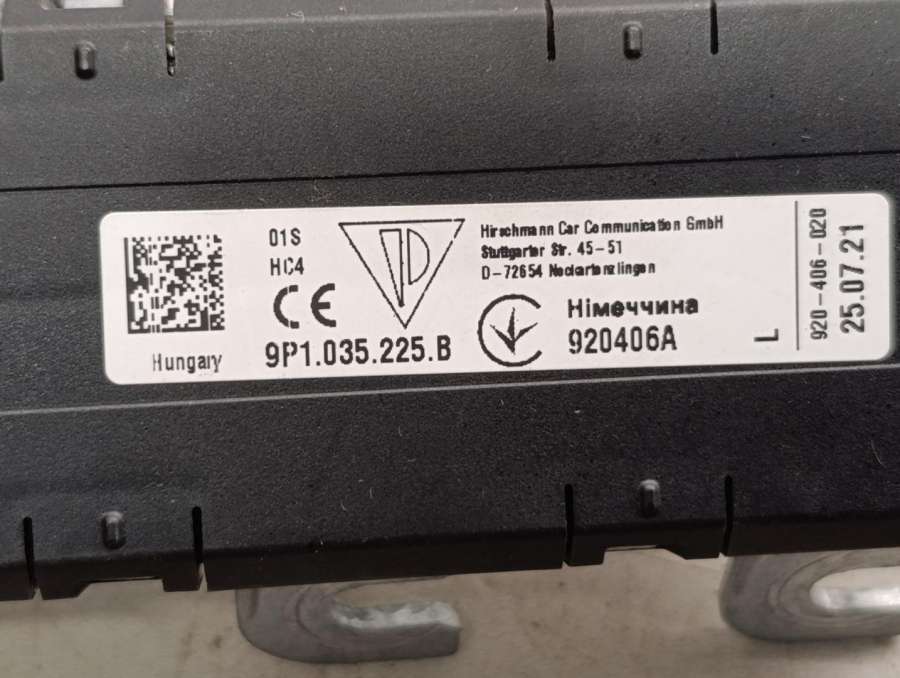 01S
HC4
CE
Hungary
9P1.035.225.B
Hirschmann Car Communication GmbH
Stuttgarter Str. 45-51
D-72654 Neckartenzlingen
Німеччина
920406A
L
920-406-020
25.07.21